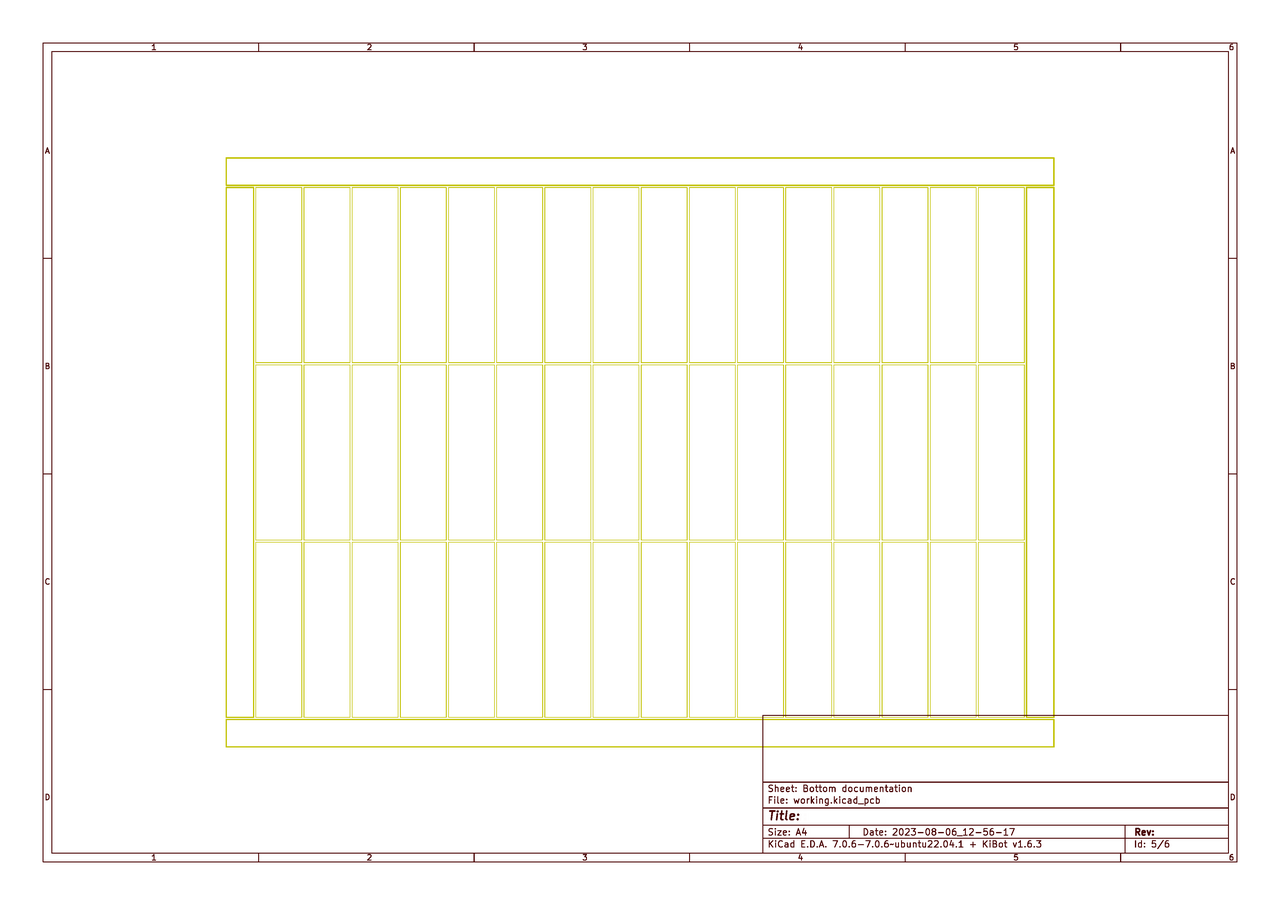 1 2 3 4 5 6
A A
B B
C C
D D
Sheet: Bottom documentation
File: working.kicad_pcb
Title:
Size: A4 Date: 2023-08-06_12-56-17 Rev:
KiCad E.D.A. 7.0.6-7.0.6~ubuntu22.04.1 + KiBot v1.6.3 Id: 5/6
1 2 3 4 5 6